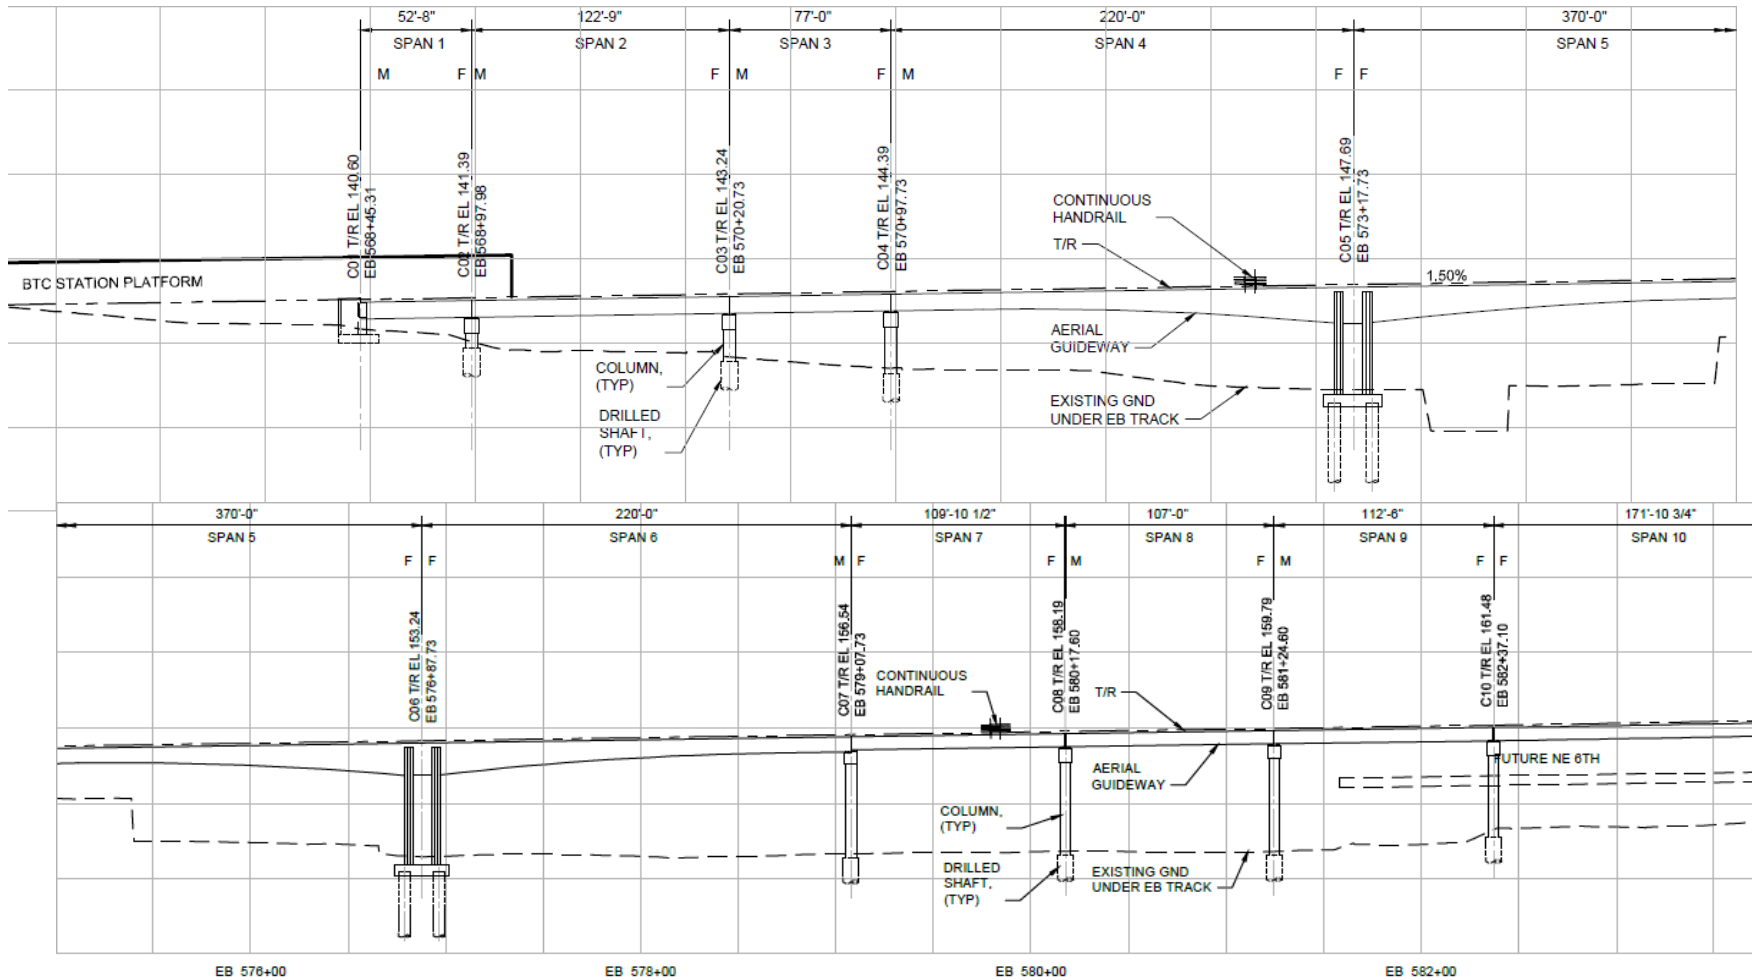 52'-8" 122'-9" 77'-0" 220'-0" 370'-0"
SPAN 1 SPAN 2 SPAN 3 SPAN 4 SPAN 5
M F M F M F M F F
C01 T/R EL 140.60
EB 568+45.31
C02 T/R EL 141.39
EB 568+97.98
C03 T/R EL 143.24
EB 570+20.73
C04 T/R EL 144.39
EB 570+97.73
C05 T/R EL 147.69
EB 573+17.73
CONTINUOUS
HANDRAIL
T/R
1.50%
BTC STATION PLATFORM
AERIAL
GUIDEWAY
COLUMN,
(TYP)
EXISTING GND
UNDER EB TRACK
DRILLED
SHAFT,
(TYP)
370'-0" 220'-0" 109'-10 1/2" 107'-0" 112'-6" 171'-10 3/4"
SPAN 5 SPAN 6 SPAN 7 SPAN 8 SPAN 9 SPAN 10
F F M F F M F M F F
C06 T/R EL 153.24
EB 576+87.73
C07 T/R EL 156.54
EB 579+07.73
C08 T/R EL 158.19
EB 580+17.60
C09 T/R EL 159.79
EB 581+24.60
C10 T/R EL 161.48
EB 582+37.10
CONTINUOUS
HANDRAIL
T/R
FUTURE NE 6TH
AERIAL
GUIDEWAY
COLUMN,
(TYP)
DRILLED
SHAFT,
(TYP)
EXISTING GND
UNDER EB TRACK
EB 576+00 EB 578+00 EB 580+00 EB 582+00